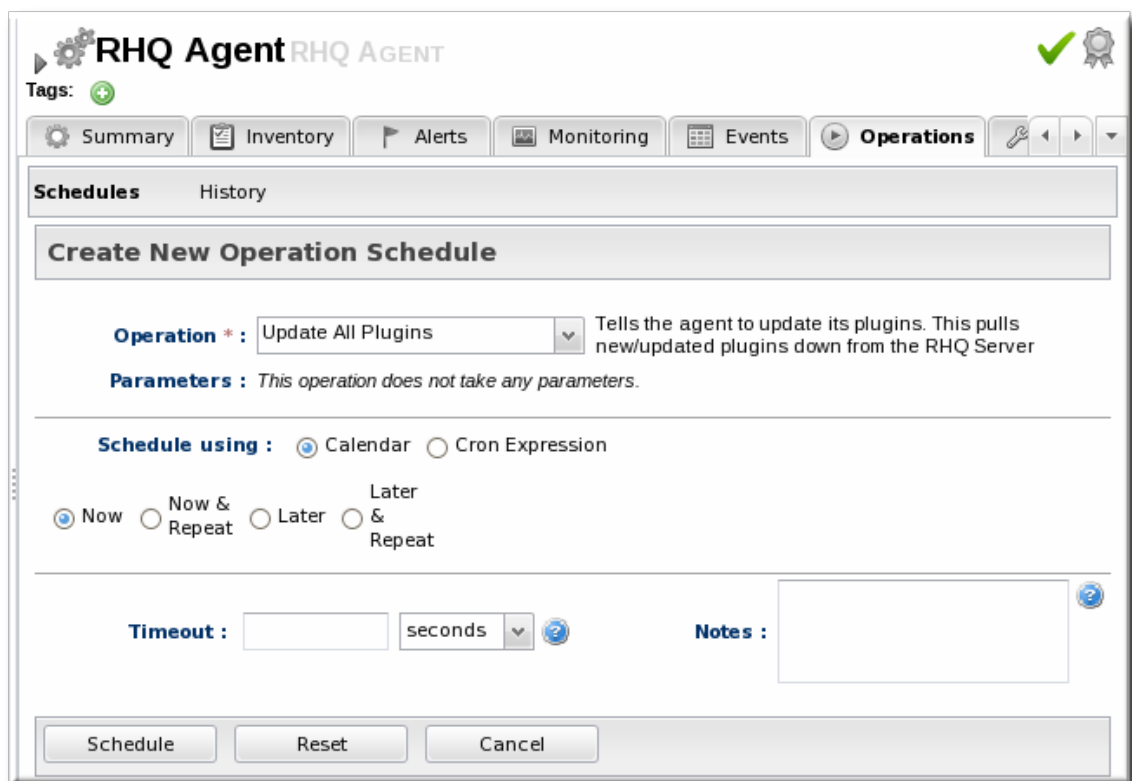 RHQ Agent RHQ AGENT
Tags:
Summary Inventory Alerts Monitoring Events Operations
Schedules History
Create New Operation Schedule
Operation * : Update All Plugins Tells the agent to update its plugins. This pulls
new/updated plugins down from the RHQ Server
Parameters : This operation does not take any parameters.
Schedule using : Calendar Cron Expression
Now Now & Repeat Later Later & Repeat
Timeout : seconds ? Notes : ?
Schedule Reset Cancel